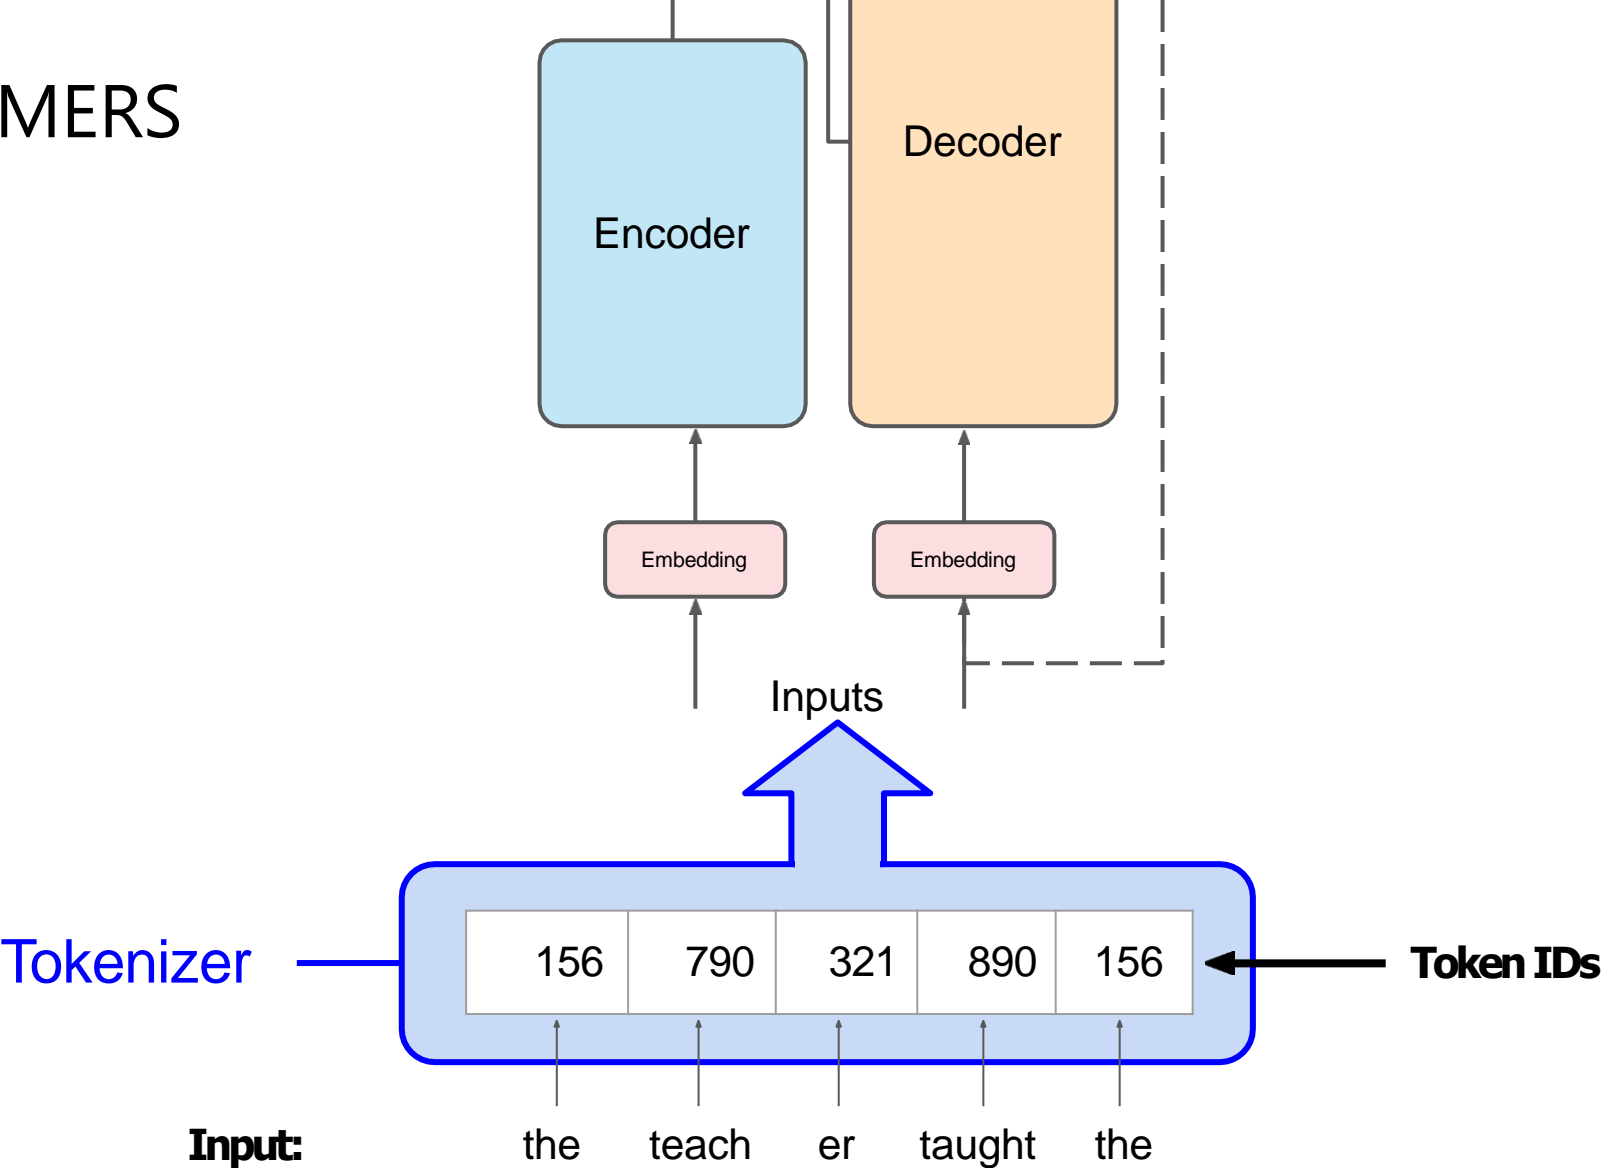 MERS
Decoder
Encoder
Embedding Embedding
Inputs
Tokenizer 156 790 321 890 156 Token IDs
Input: the teach er taught the